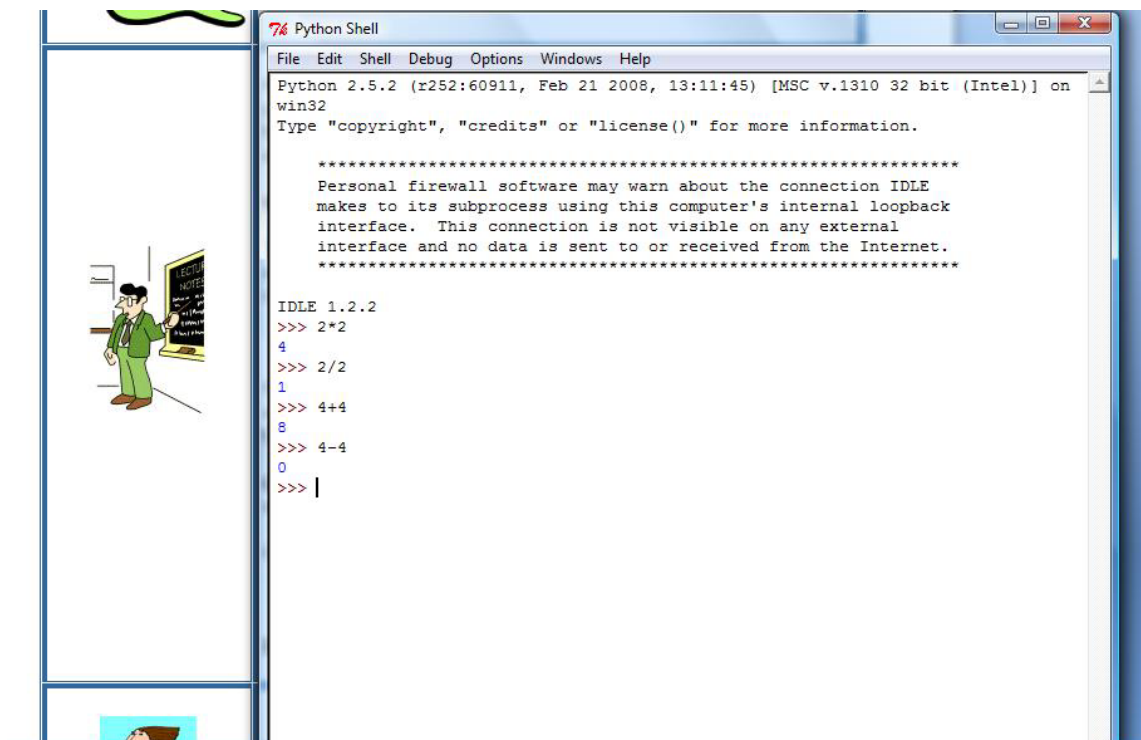 Python Shell
File Edit Shell Debug Options Windows Help
Python 2.5.2 (r252:60911, Feb 21 2008, 13:11:45) [MSC v.1310 32 bit (Intel)] on
win32
Type "copyright", "credits" or "license()" for more information.
****************************************************************
Personal firewall software may warn about the connection IDLE
makes to its subprocess using this computer's internal loopback
interface.  This connection is not visible on any external
interface and no data is sent to or received from the Internet.
****************************************************************
LECTU
NOTES
IDLE 1.2.2
>>> 2*2
4
>>> 2/2
1
>>> 4+4
8
>>> 4-4
0
>>>